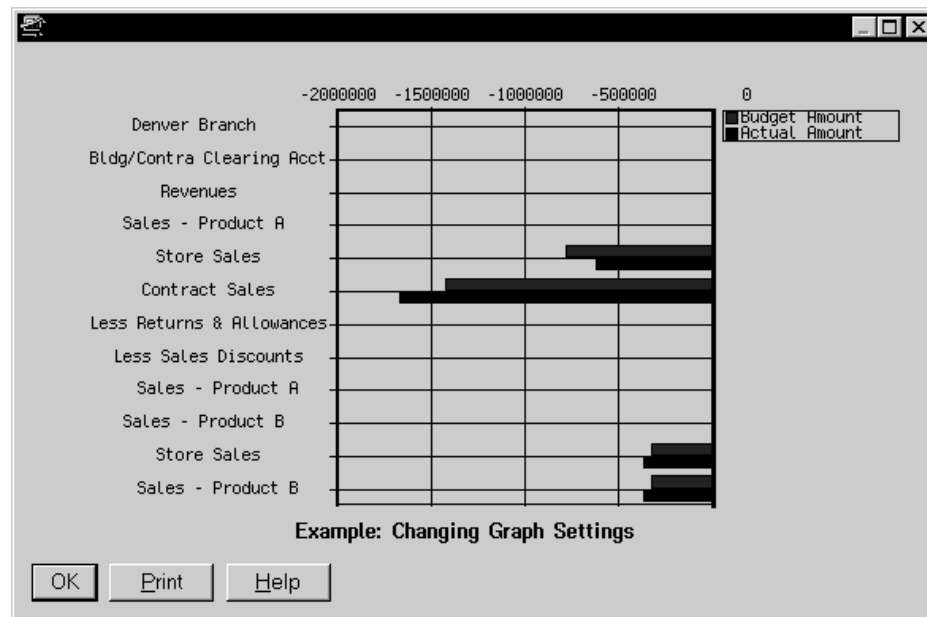 -2000000 -1500000 -1000000 -500000 0
Budget Amount
Actual Amount
Denver Branch
Bldg/Contra Clearing Acct
Revenues
Sales - Product A
Store Sales
Contract Sales
Less Returns & Allowances
Less Sales Discounts
Sales - Product A
Sales - Product B
Store Sales
Sales - Product B
Example: Changing Graph Settings
OK Print Help